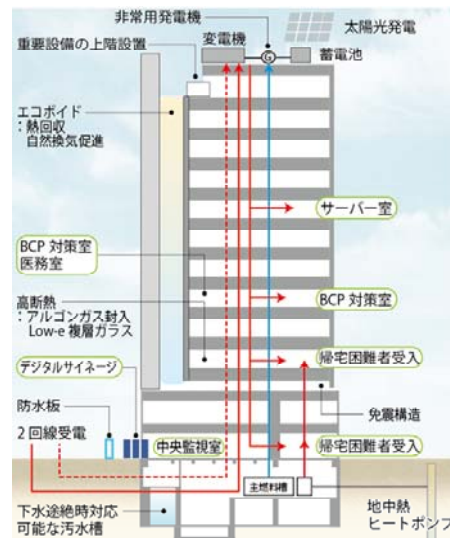 非常用発電機
太陽光発電
重要設備の上階設置
変電機
G
蓄電池
エコボイド
:熱回収
自然換気促進
サーバー室
BCP 対策室
医務室
BCP 対策室
高断熱
:アルゴンガス封入
Low-e 複層ガラス
帰宅困難者受入
デジタルサイネージ
免震構造
防水板
2回線受電
中央監視室
帰宅困難者受入
主燃料槽
下水途絶時対応
可能な汚水槽
地中熱
ヒートポンプ